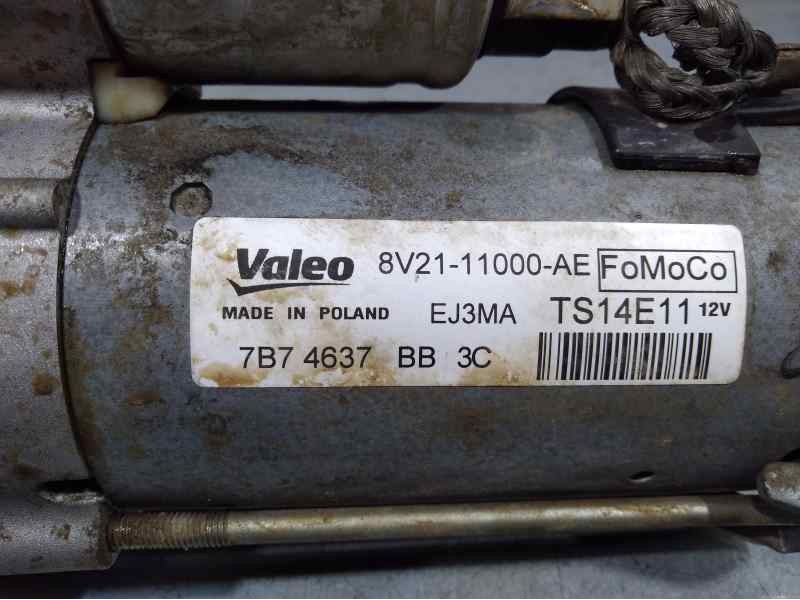 Valeo 8V21-11000-AE FoMoCo
MADE IN POLAND EJ3MA TS14E11 12V
7B7 4637 BB 3C